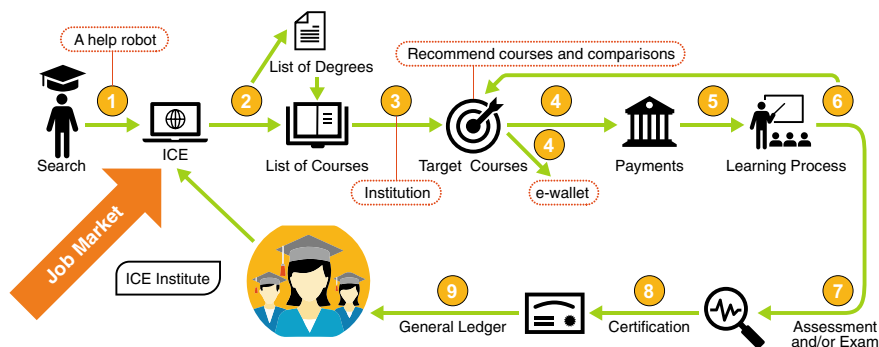 A help robot
Recommend courses and comparisons
List of Degrees
1
2
3
4
5
6
4
Search
ICE
List of Courses
Target Courses
Payments
Learning Process
Institution
e-wallet
Job Market
ICE Institute
9
8
7
General Ledger
Certification
Assessment
and/or Exam